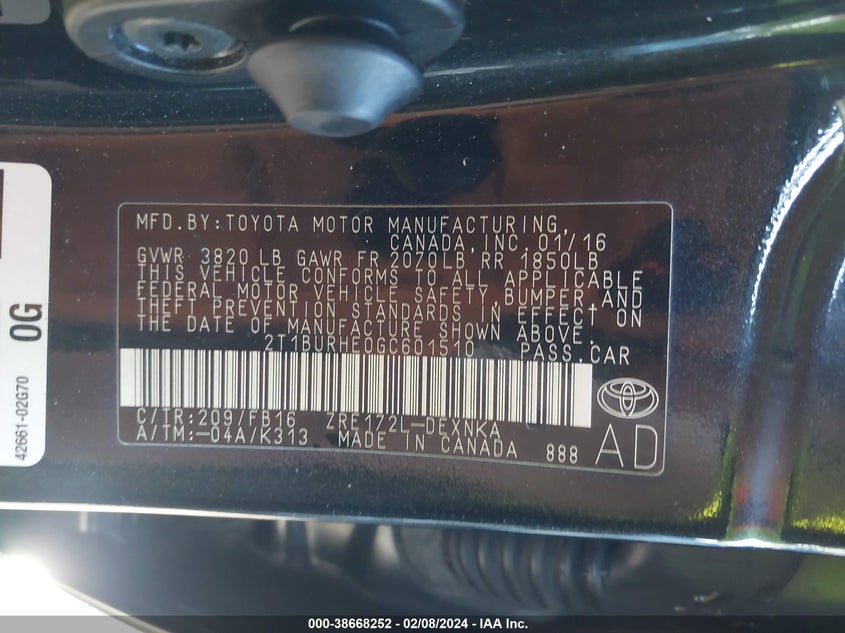 MFD.BY:TOYOTA MOTOR MANUFACTURING,
CANADA,INC.01/16
GVWR 3820 LB GAWR FR 2070LB RR 1850LB
THIS VEHICLE CONFORMS TO ALL APPLICABLE
FEDERAL MOTOR VEHICLE SAFETY,BUMPER,AND
THEFT PREVENTION STANDARDS IN EFFECT ON
THE DATE OF MANUFACTURE SHOWN ABOVE.
2T1BURHE0GC601510 PASS.CAR
C/TR:209/FB16 ZRE172L-DEXNKA
A/TM:-04A/K313 MADE IN CANADA 888
AD
0G
42661-02G70
000-38668252 - 02/08/2024 - IAA Inc.